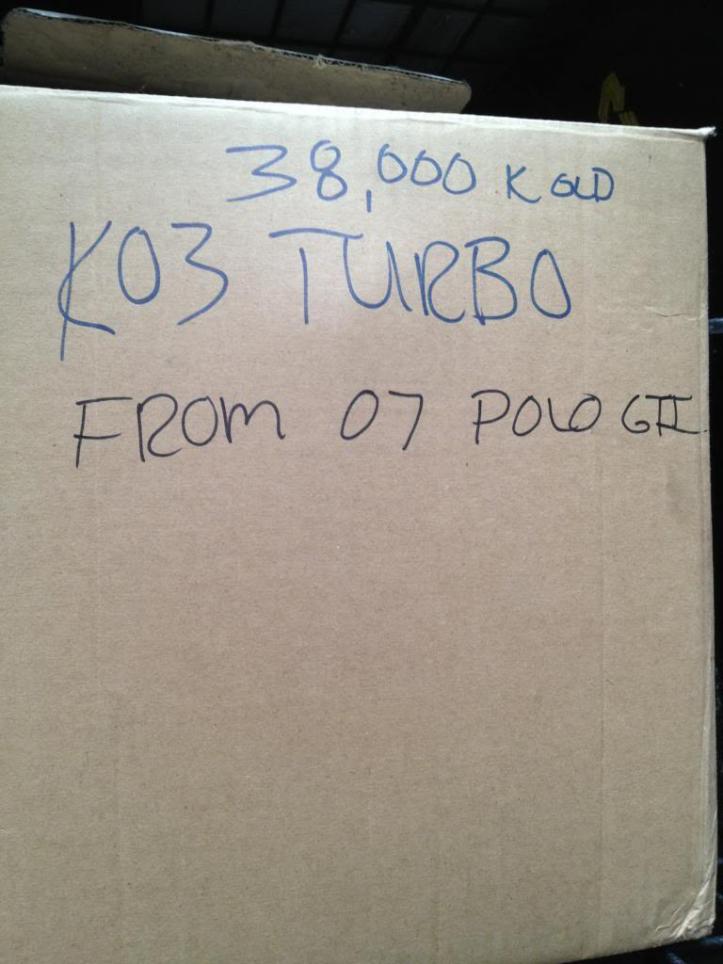 38,000 K OLD
K03 TURBO
FROM 07 POLO GTI